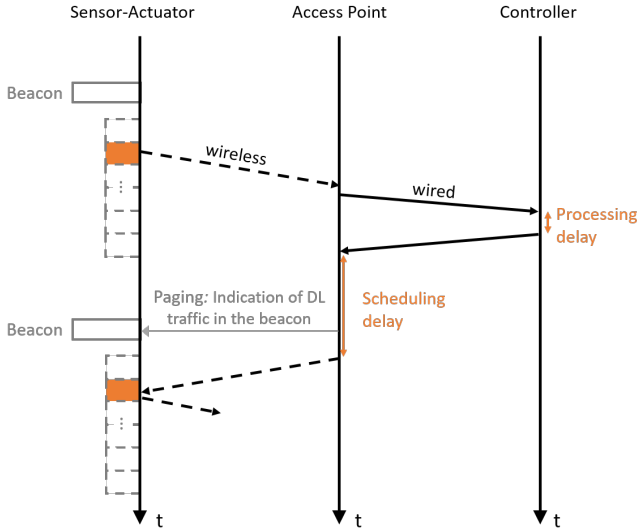 Sensor-Actuator
Access Point
Controller
Beacon
wireless
wired
Processing
delay
Paging: Indication of DL
traffic in the beacon
Scheduling
delay
Beacon
⋮
⋮
t
t
t